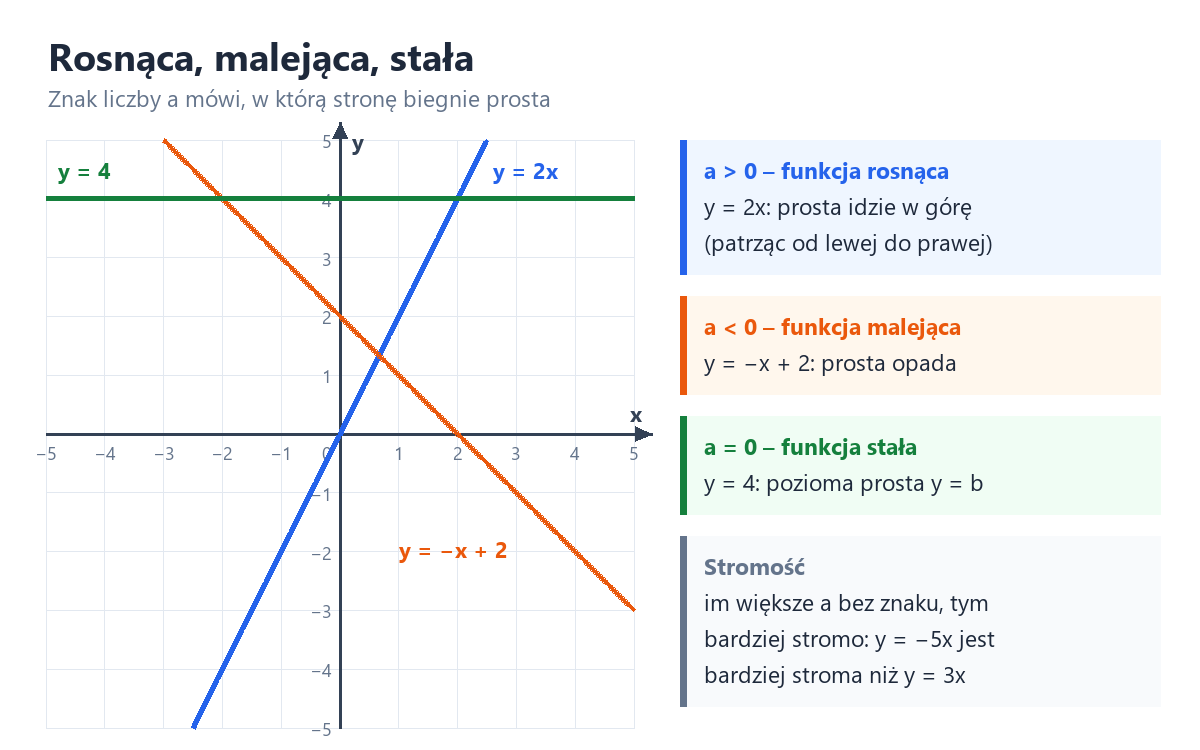 Rosnąca, malejąca, stała
Znak liczby a mówi, w którą stronę biegnie prosta
y
5
y = 4
y = 2x
4
3
2
1
x
−5 −4 −3 −2 −1 0 1 2 3 4 5
−1
−2
y = −x + 2
−3
−4
−5
a > 0 – funkcja rosnąca
y = 2x: prosta idzie w górę
(patrząc od lewej do prawej)
a < 0 – funkcja malejąca
y = −x + 2: prosta opada
a = 0 – funkcja stała
y = 4: pozioma prosta y = b
Stromość
im większe a bez znaku, tym
bardziej stromo: y = −5x jest
bardziej stroma niż y = 3x